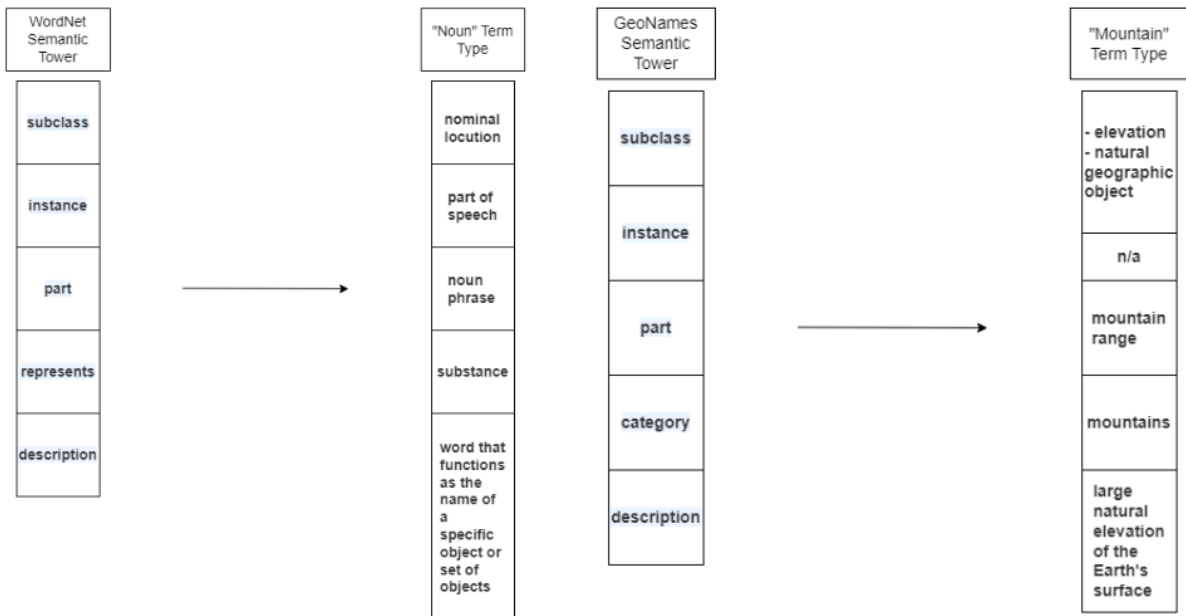 WordNet
Semantic
Tower
subclass
instance
part
represents
description
"Noun" Term
Type
nominal
locution
part of
speech
noun
phrase
substance
word that
functions
as the
name of
a
specific
object or
set of
objects
GeoNames
Semantic
Tower
subclass
instance
part
category
description
"Mountain"
Term Type
- elevation
- natural
geographic
object
n/a
mountain
range
mountains
large
natural
elevation
of the
Earth's
surface